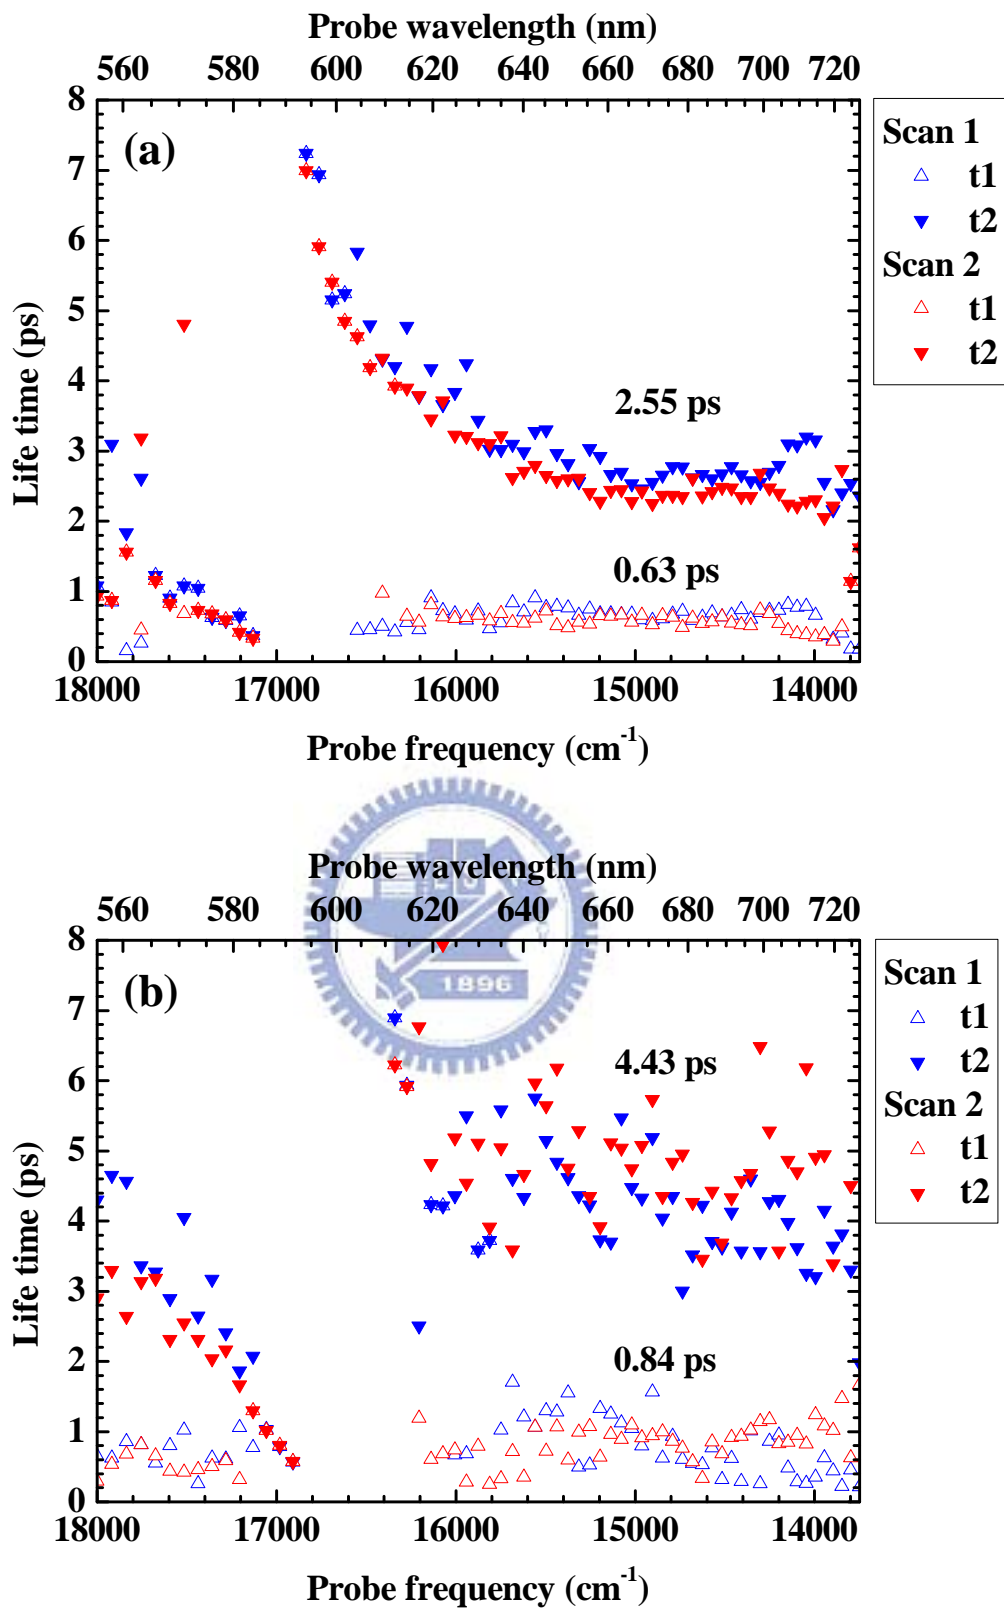 Probe wavelength (nm)
560 580 600 620 640 660 680 700 720
8
7
6
5
4
3
2
1
0
Life time (ps)
(a)
2.55 ps
0.63 ps
18000 17000 16000 15000 14000
Probe frequency (cm-1)
Scan 1
t1
t2
Scan 2
t1
t2
Probe wavelength (nm)
560 580 600 620 640 660 680 700 720
8
7
6
5
4
3
2
1
0
Life time (ps)
(b)
1896
4.43 ps
0.84 ps
18000 17000 16000 15000 14000
Probe frequency (cm-1)
Scan 1
t1
t2
Scan 2
t1
t2